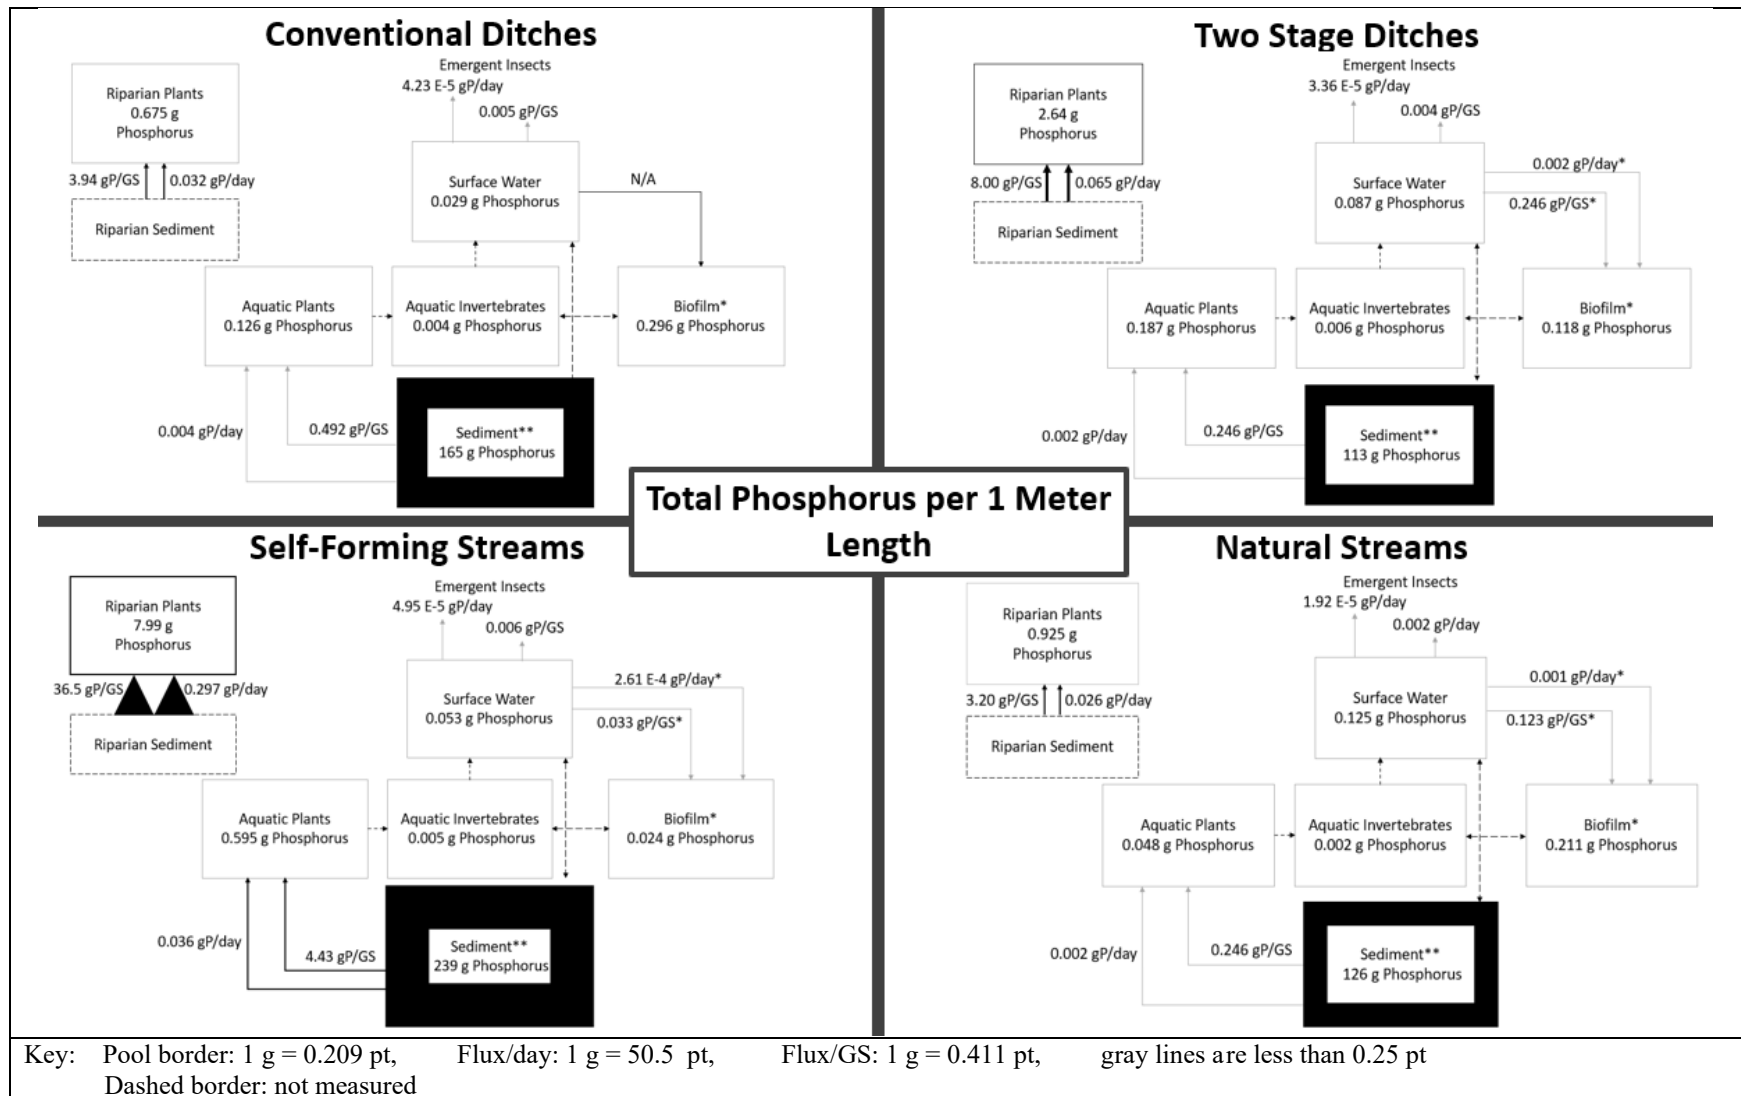 Conventional Ditches
Emergent Insects
4.23 E-5 gP/day
0.005 gP/GS
Riparian Plants
0.675 g
Phosphorus
3.94 gP/GS
0.032 gP/day
Riparian Sediment
Surface Water
0.029 g Phosphorus
N/A
Aquatic Plants
0.126 g Phosphorus
Aquatic Invertebrates
0.004 g Phosphorus
Biofilm*
0.296 g Phosphorus
0.004 gP/day
0.492 gP/GS
Sediment**
165 g Phosphorus
Two Stage Ditches
Emergent Insects
3.36 E-5 gP/day
0.004 gP/GS
Riparian Plants
2.64 g
Phosphorus
8.00 gP/GS
0.065 gP/day
Riparian Sediment
Surface Water
0.087 g Phosphorus
0.002 gP/day*
0.246 gP/GS*
Aquatic Plants
0.187 g Phosphorus
Aquatic Invertebrates
0.006 g Phosphorus
Biofilm*
0.118 g Phosphorus
0.002 gP/day
0.246 gP/GS
Sediment**
113 g Phosphorus
Total Phosphorus per 1 Meter
Length
Self-Forming Streams
Emergent Insects
4.95 E-5 gP/day
0.006 gP/GS
Riparian Plants
7.99 g
Phosphorus
36.5 gP/GS
0.297 gP/day
Riparian Sediment
Surface Water
0.053 g Phosphorus
2.61 E-4 gP/day*
0.033 gP/GS*
Aquatic Plants
0.595 g Phosphorus
Aquatic Invertebrates
0.005 g Phosphorus
Biofilm*
0.024 g Phosphorus
0.036 gP/day
4.43 gP/GS
Sediment**
239 g Phosphorus
Natural Streams
Emergent Insects
1.92 E-5 gP/day
0.002 gP/day
Riparian Plants
0.925 g
Phosphorus
3.20 gP/GS
0.026 gP/day
Riparian Sediment
Surface Water
0.125 g Phosphorus
0.001 gP/day*
0.123 gP/GS*
Aquatic Plants
0.048 g Phosphorus
Aquatic Invertebrates
0.002 g Phosphorus
Biofilm*
0.211 g Phosphorus
0.002 gP/day
0.246 gP/GS
Sediment**
126 g Phosphorus
Key: Pool border: 1 g = 0.209 pt, Flux/day: 1 g = 50.5 pt, Flux/GS: 1 g = 0.411 pt, gray lines are less than 0.25 pt
Dashed border: not measured